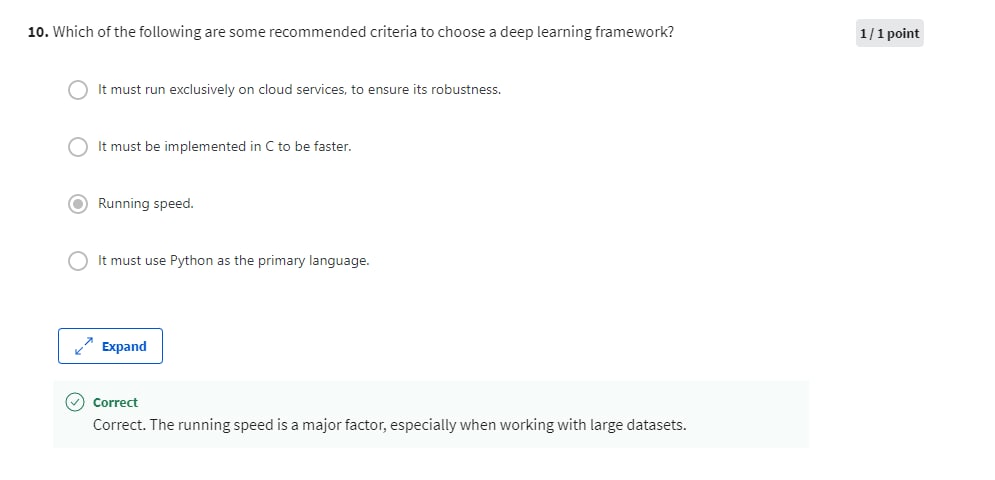 10. Which of the following are some recommended criteria to choose a deep learning framework?
1 / 1 point
It must run exclusively on cloud services, to ensure its robustness.
It must be implemented in C to be faster.
Running speed.
It must use Python as the primary language.
Expand
Correct
Correct. The running speed is a major factor, especially when working with large datasets.